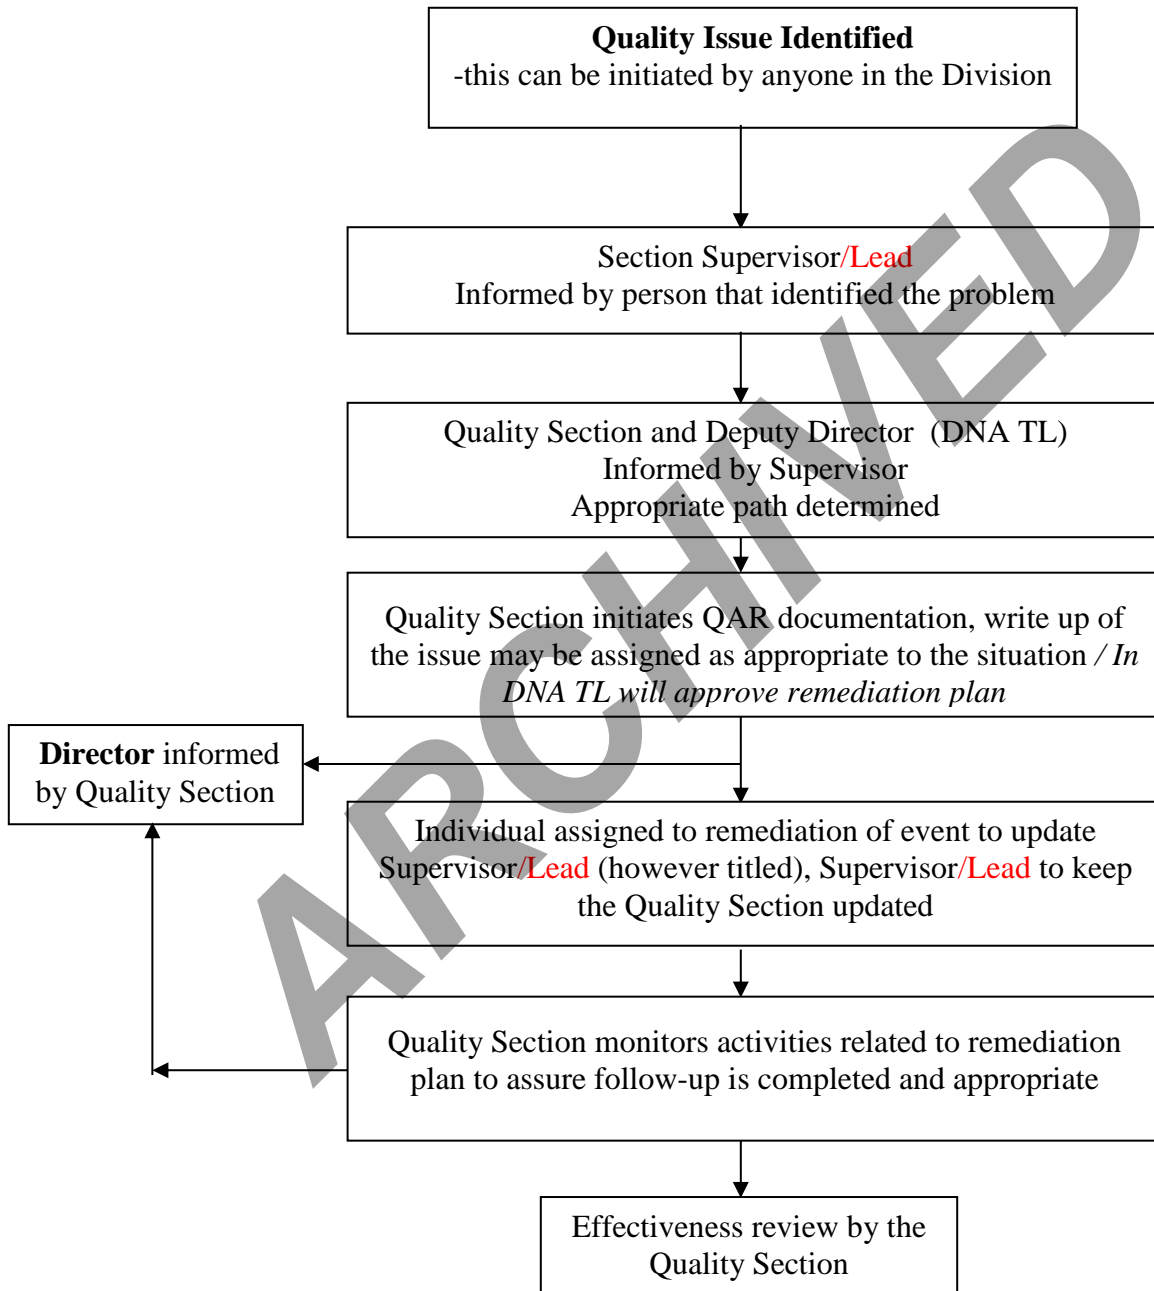 Quality Issue Identified
-this can be initiated by anyone in the Division
Section Supervisor/Lead
Informed by person that identified the problem
Quality Section and Deputy Director (DNA TL)
Informed by Supervisor
Appropriate path determined
Quality Section initiates QAR documentation, write up of
the issue may be assigned as appropriate to the situation / In
DNA TL will approve remediation plan
Director informed
by Quality Section
Individual assigned to remediation of event to update
Supervisor/Lead (however titled), Supervisor/Lead to keep
the Quality Section updated
Quality Section monitors activities related to remediation
plan to assure follow-up is completed and appropriate
Effectiveness review by the
Quality Section
ARCHIVED